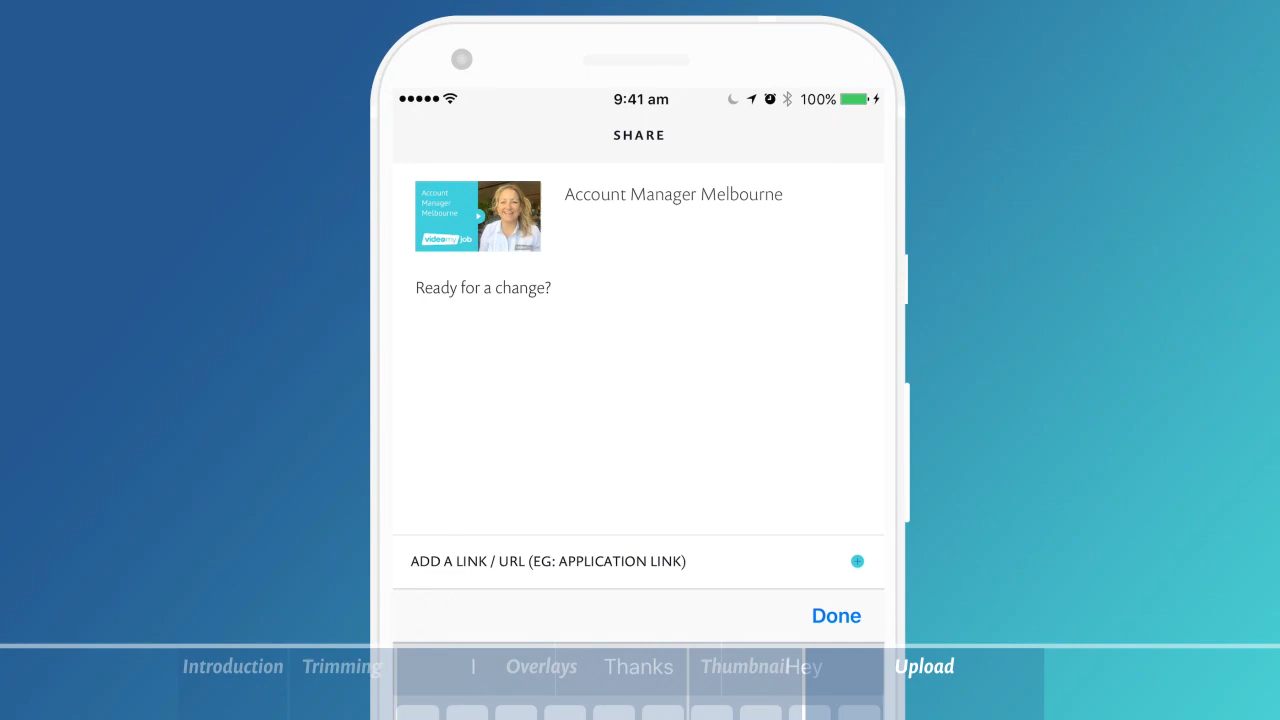 9:41 am
100%
SHARE
Account
Manager
Melbourne
videomyjob
Account Manager Melbourne
Ready for a change?
ADD A LINK / URL (EG: APPLICATION LINK)
Done
I Thanks Hey
Introduction Trimming Overlays Thumbnail Upload